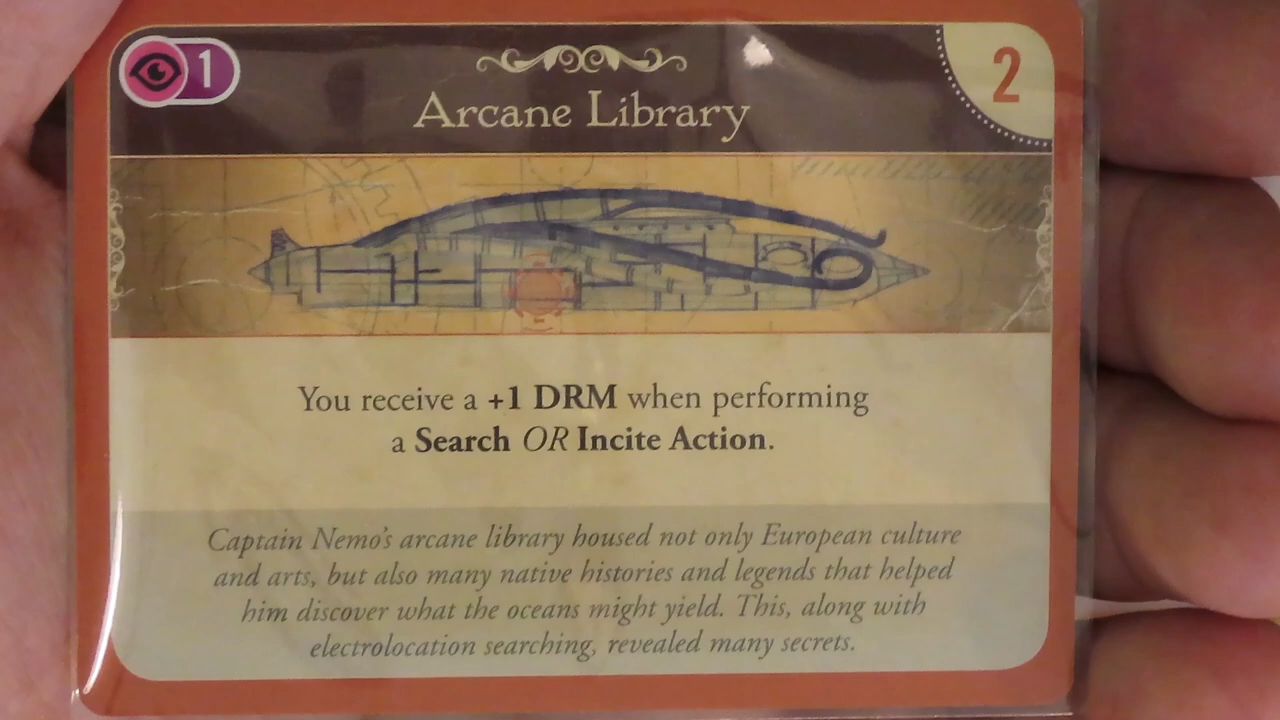 1
2
Arcane Library
You receive a +1 DRM when performing
a Search OR Incite Action.
Captain Nemo's arcane library housed not only European culture
and arts, but also many native histories and legends that helped
him discover what the oceans might yield. This, along with
electrolocation searching, revealed many secrets.